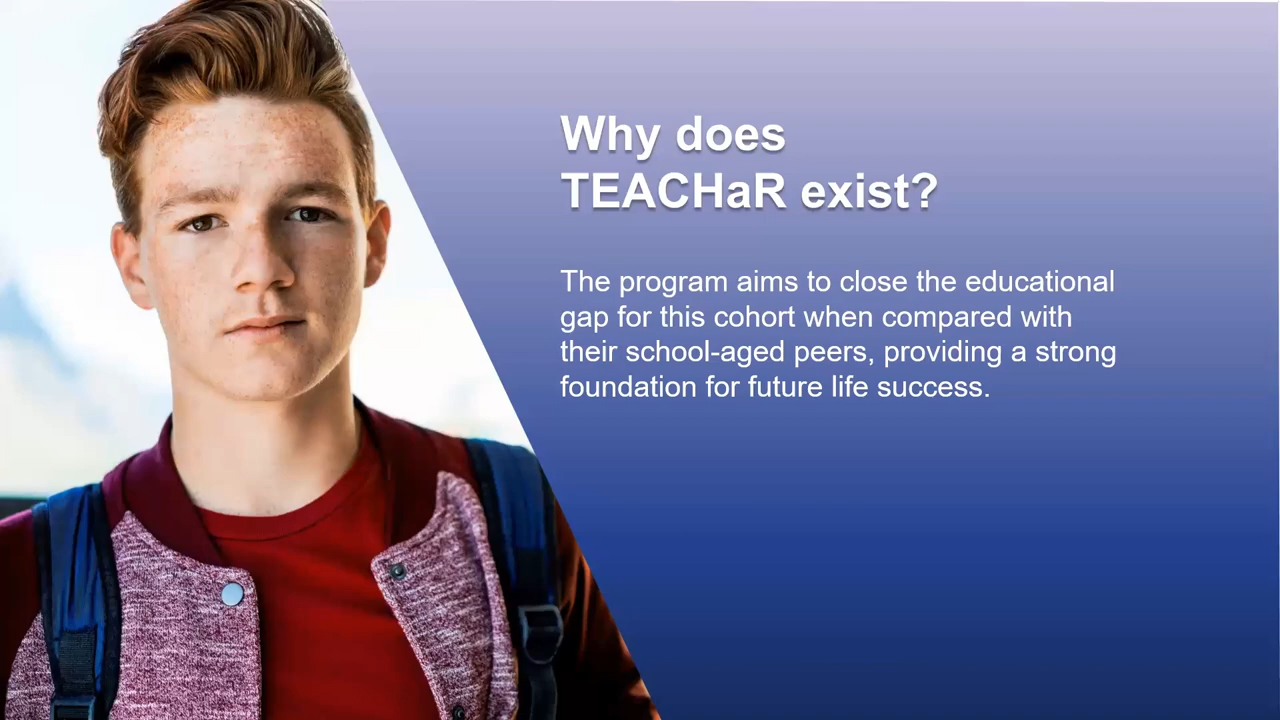 Why does
TEACHaR exist?
The program aims to close the educational
gap for this cohort when compared with
their school-aged peers, providing a strong
foundation for future life success.